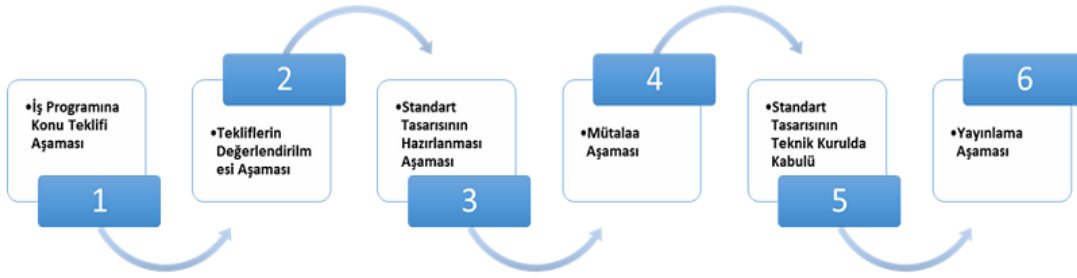 •İş Programına
Konu Teklifi
Aşaması
1
2
•Tekliflerin
Değerlendirilm
esi Aşaması
•Standart
Tasarısının
Hazırlanması
Aşaması
3
4
•Mütalaa
Aşaması
•Standart
Tasarısının
Teknik Kurulda
Kabulü
5
6
•Yayınlama
Aşaması